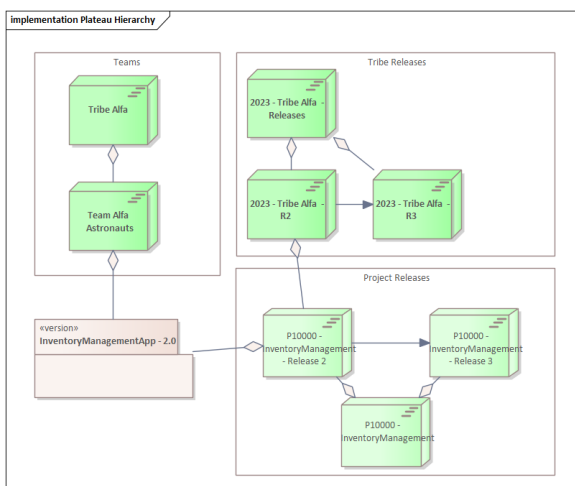 implementation Plateau Hierarchy
Teams
Tribe Alfa
Team Alfa
Astronauts
«version»
InventoryManagementApp - 2.0
Tribe Releases
2023 - Tribe Alfa -
Releases
2023 - Tribe Alfa -
R2
2023 - Tribe Alfa -
R3
Project Releases
P10000 -
InventoryManagement
- Release 2
P10000 -
InventoryManagement
- Release 3
P10000 -
InventoryManagement